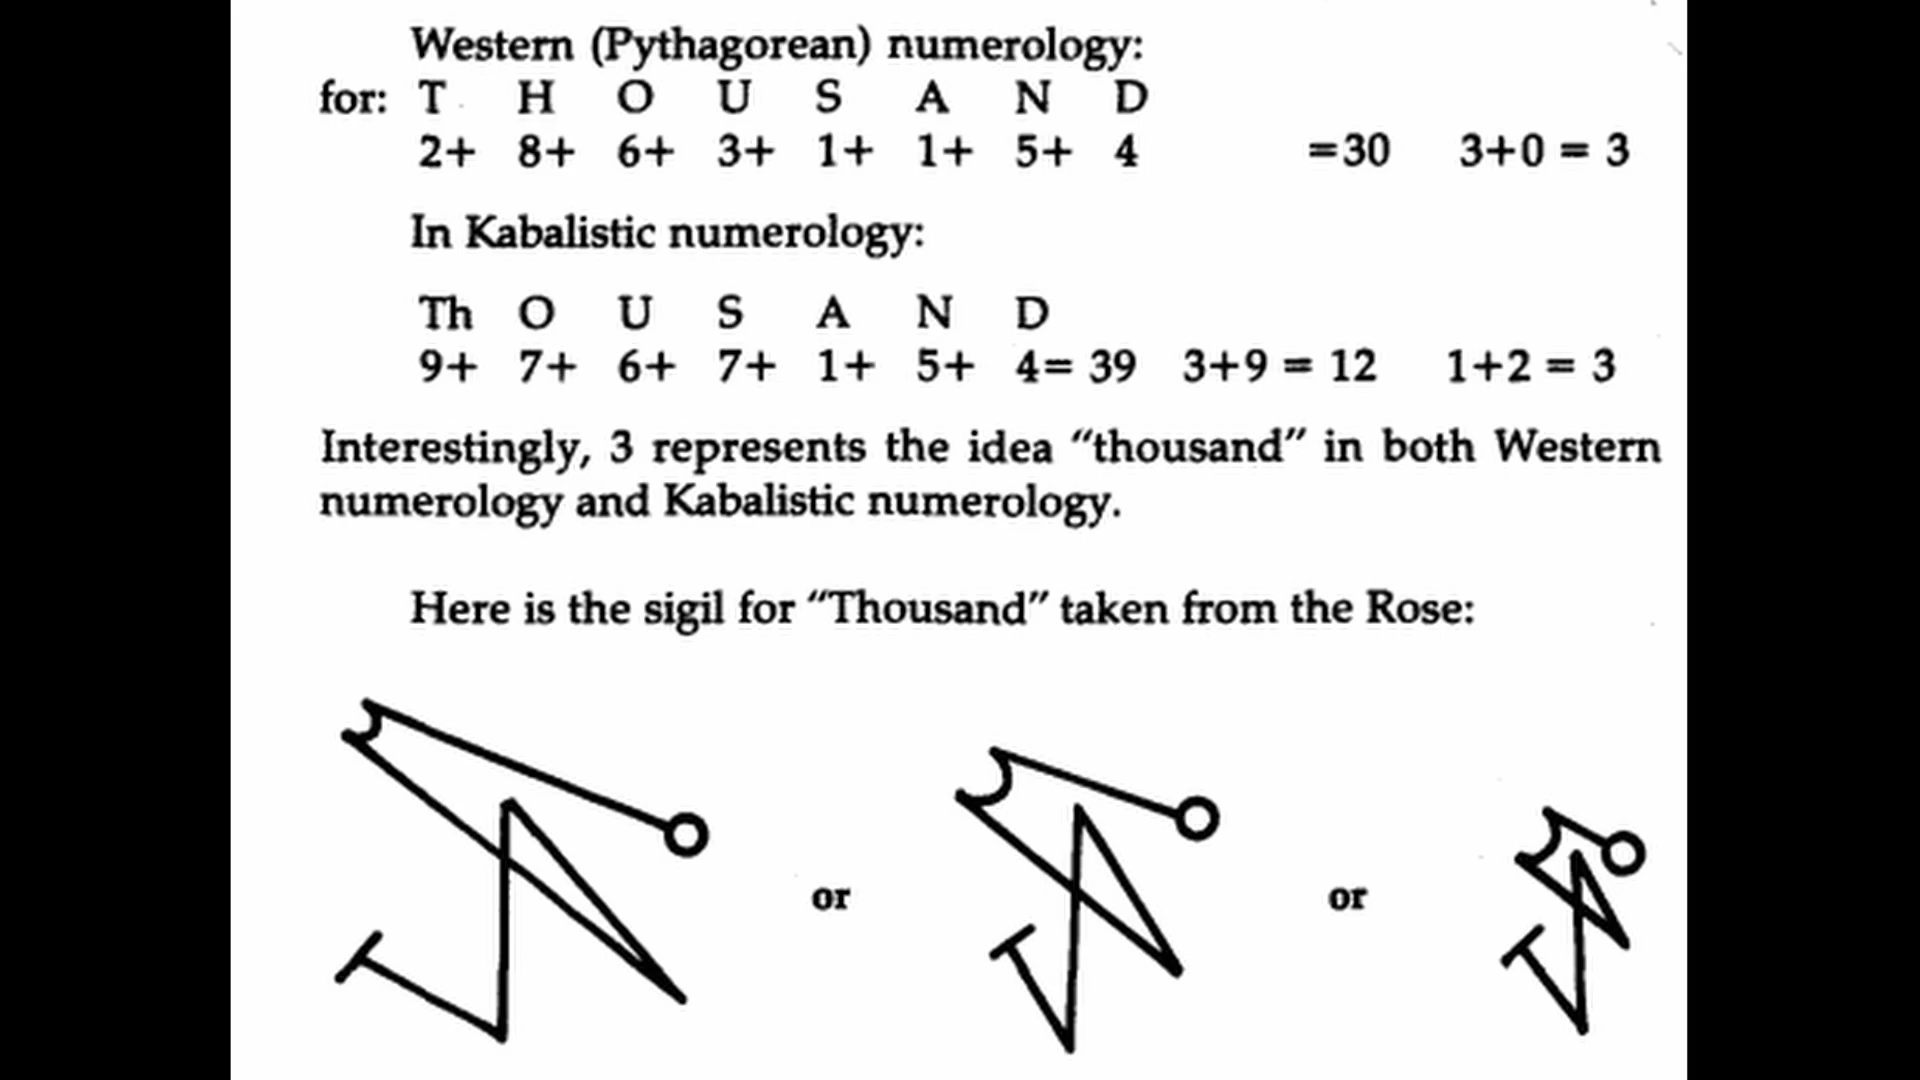 Western (Pythagorean) numerology:
for: T H O U S A N D
2+ 8+ 6+ 3+ 1+ 1+ 5+ 4 =30 3+0 = 3
In Kabalistic numerology:
Th O U S A N D
9+ 7+ 6+ 7+ 1+ 5+ 4= 39 3+9 = 12 1+2 = 3
Interestingly, 3 represents the idea “thousand” in both Western
numerology and Kabalistic numerology.
Here is the sigil for “Thousand” taken from the Rose:
or or